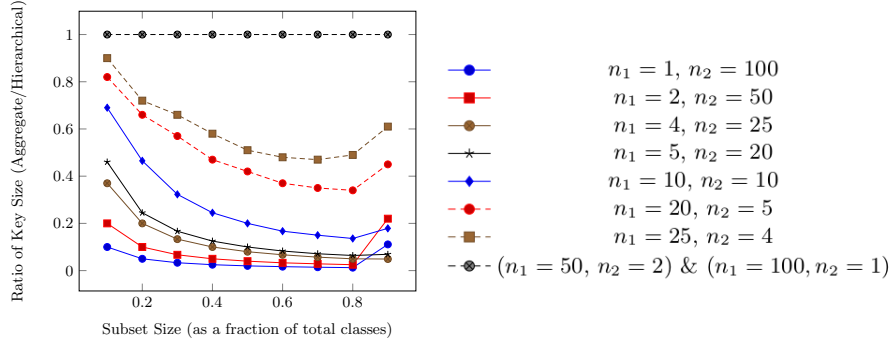 Ratio of Key Size (Aggregate/Hierarchical)
1
0.8
0.6
0.4
0.2
0
0.2 0.4 0.6 0.8
Subset Size (as a fraction of total classes)
n₁ = 1, n₂ = 100
n₁ = 2, n₂ = 50
n₁ = 4, n₂ = 25
n₁ = 5, n₂ = 20
n₁ = 10, n₂ = 10
n₁ = 20, n₂ = 5
n₁ = 25, n₂ = 4
(n₁ = 50, n₂ = 2) & (n₁ = 100, n₂ = 1)